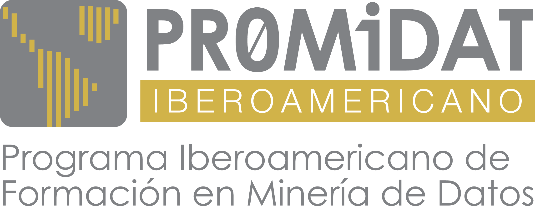 PR0MiDAT
IBEROAMERICANO
Programa Iberoamericano de
Formación en Minería de Datos